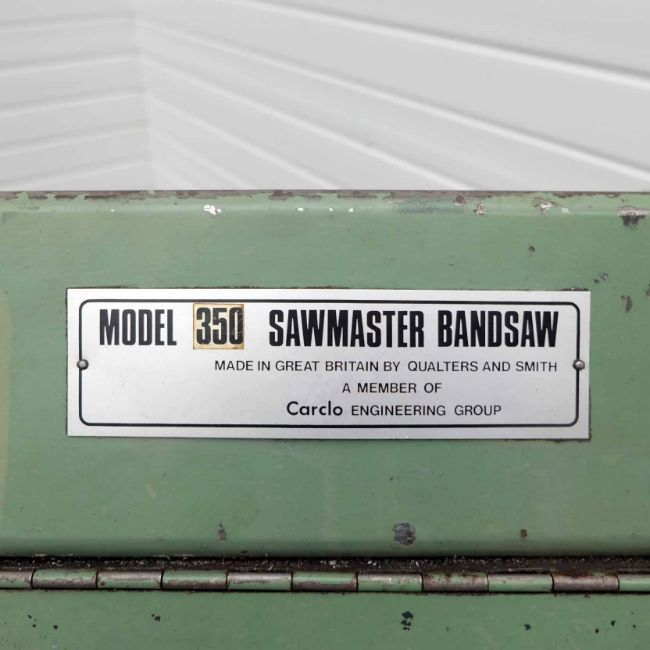 MODEL 350 SAWMASTER BANDSAW
MADE IN GREAT BRITAIN BY QUALTERS AND SMITH
A MEMBER OF
Carclo ENGINEERING GROUP